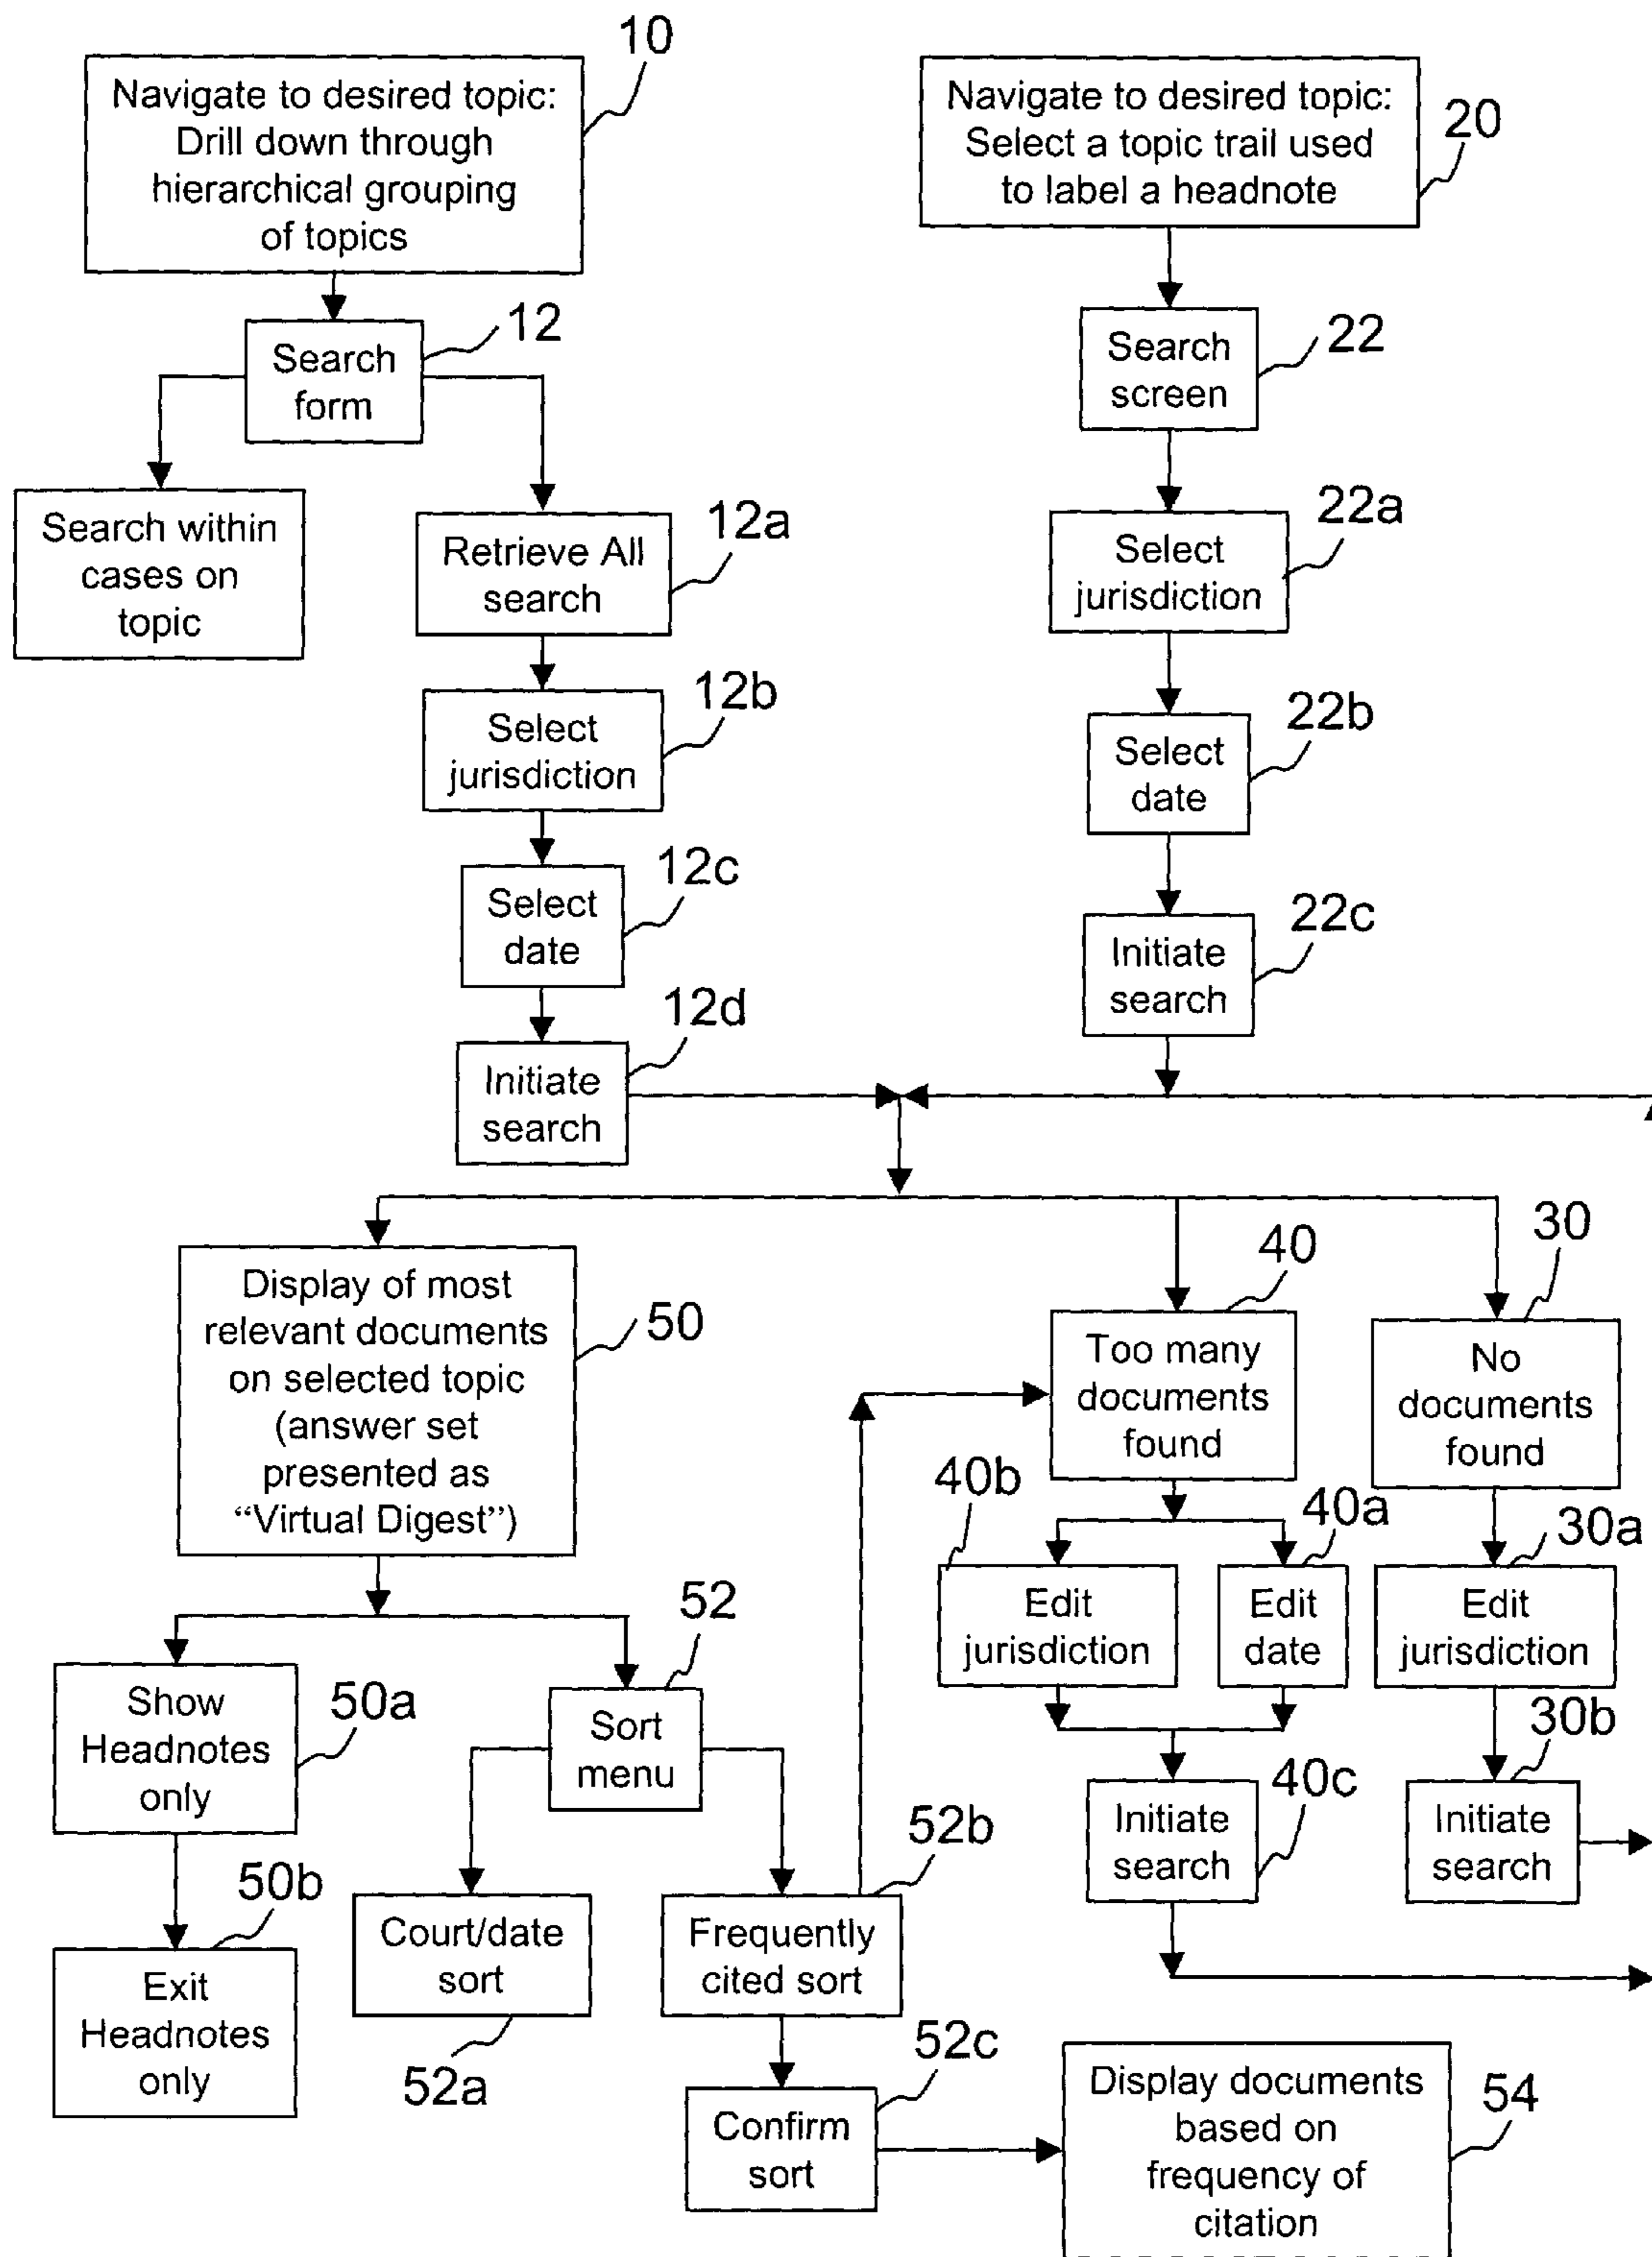 10
Navigate to desired topic:
Drill down through
hierarchical grouping
of topics
20
Navigate to desired topic:
Select a topic trail used
to label a headnote
12
Search
form
22
Search
screen
Search within
cases on
topic
12a
Retrieve All
search
22a
Select
jurisdiction
12b
Select
jurisdiction
22b
Select
date
12c
Select
date
22c
Initiate
search
12d
Initiate
search
50
Display of most
relevant documents
on selected topic
(answer set
presented as
“Virtual Digest”)
40
Too many
documents
found
30
No
documents
found
40b
Edit
jurisdiction
40a
Edit
date
30a
Edit
jurisdiction
50a
Show
Headnotes
only
52
Sort
menu
40c
Initiate
search
30b
Initiate
search
50b
Exit
Headnotes
only
Court/date
sort
52a
52b
Frequently
cited sort
52c
Confirm
sort
54
Display documents
based on
frequency of
citation